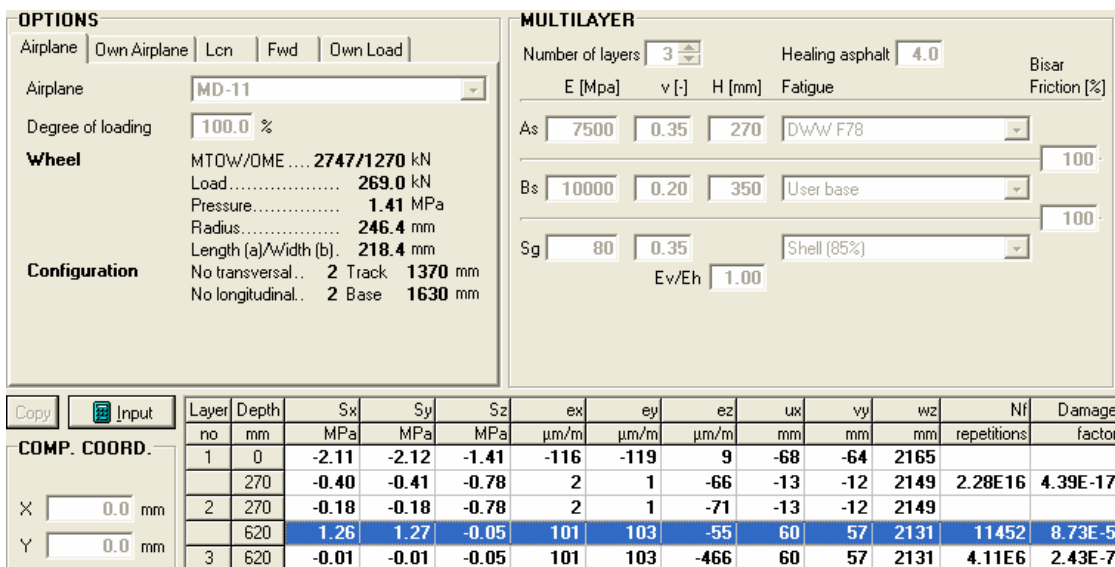 OPTIONS
Airplane Own Airplane Lcn Fwd Own Load
Airplane MD-11
Degree of loading 100.0 %
Wheel MTOW/OME .... 2747/1270 kN
Load................... 269.0 kN
Pressure............... 1.41 MPa
Radius................. 246.4 mm
Length (a)/Width (b). 218.4 mm
Configuration No transversal.. 2 Track 1370 mm
No longitudinal.. 2 Base 1630 mm
MULTILAYER
Number of layers 3 Healing asphalt 4.0
Bisar
E [Mpa] v [-] H [mm] Fatigue Friction [%]
As 7500 0.35 270 DWW F78
100
Bs 10000 0.20 350 User base
100
Sg 80 0.35 Shell (85%)
Ev/Eh 1.00
Copy Input
COMP. COORD.
X 0.0 mm
Y 0.0 mm
Layer Depth Sx Sy Sz ex ey ez ux vy wz Nf Damage
no mm MPa MPa MPa µm/m µm/m µm/m mm mm mm repetitions factor
1 0 -2.11 -2.12 -1.41 -116 -119 9 -68 -64 2165
270 -0.40 -0.41 -0.78 2 1 -66 -13 -12 2149 2.28E16 4.39E-17
2 270 -0.18 -0.18 -0.78 2 1 -71 -13 -12 2149
620 1.26 1.27 -0.05 101 103 -55 60 57 2131 11452 8.73E-5
3 620 -0.01 -0.01 -0.05 101 103 -466 60 57 2131 4.11E6 2.43E-7